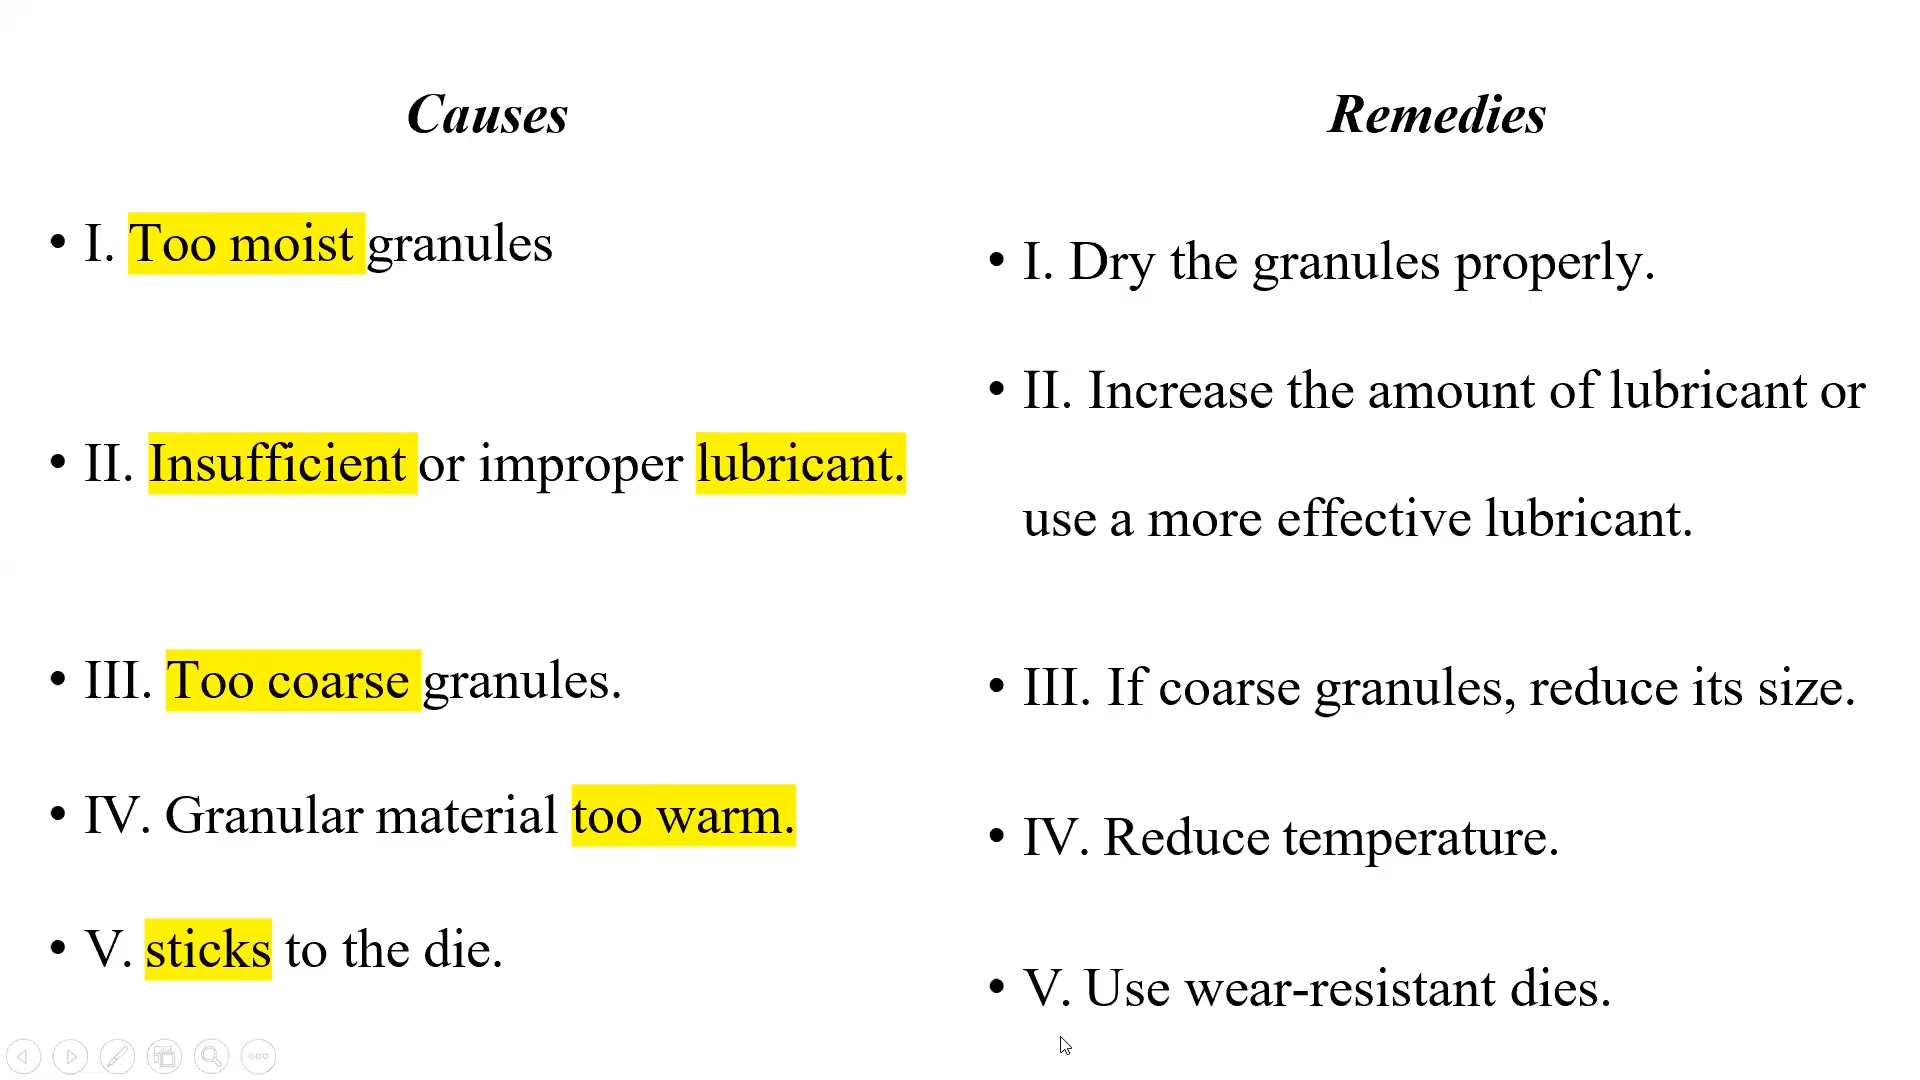 Causes
• I. Too moist granules
• II. Insufficient or improper lubricant.
• III. Too coarse granules.
• IV. Granular material too warm.
• V. sticks to the die.
Remedies
• I. Dry the granules properly.
• II. Increase the amount of lubricant or
use a more effective lubricant.
• III. If coarse granules, reduce its size.
• IV. Reduce temperature.
• V. Use wear-resistant dies.